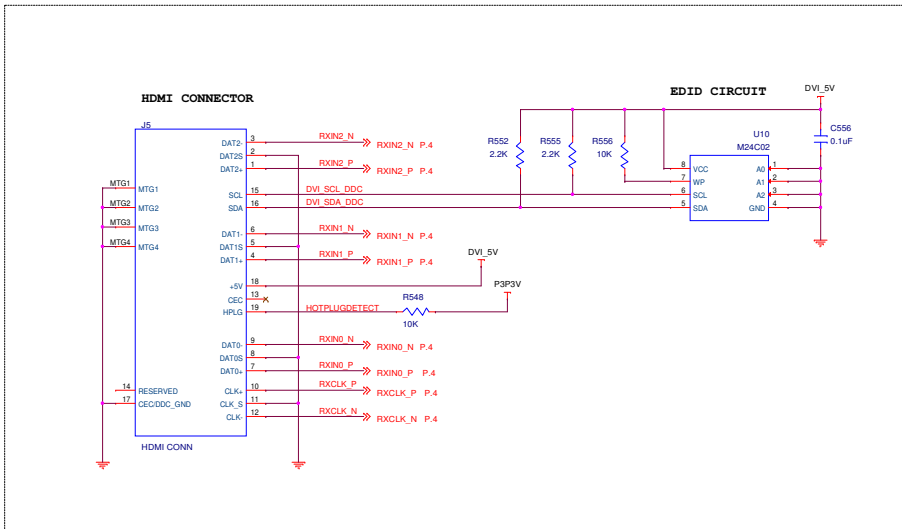 HDMI CONNECTOR
EDID CIRCUIT
DVI_5V
J5
U10
M24C02
C556
0.1uF
R552
2.2K
R555
2.2K
R556
10K
DAT2- 3 RXIN2_N RXIN2_N P.4
DAT2S 2
DAT2+ 1 RXIN2_P RXIN2_P P.4
8 VCC A0 1
7 WP A1 2
6 SCL A2 3
5 SDA GND 4
MTG1 MTG1
SCL 15 DVI_SCL_DDC
MTG2 MTG2
SDA 16 DVI_SDA_DDC
MTG3 MTG3
DAT1- 6 RXIN1_N RXIN1_N P.4
MTG4 MTG4
DAT1S 5
DAT1+ 4 RXIN1_P RXIN1_P P.4
DVI_5V
+5V 18
CEC 13
P3P3V
HPLG 19 HOTPLUGDETECT
R548
10K
DAT0- 9 RXIN0_N RXIN0_N P.4
DAT0S 8
DAT0+ 7 RXIN0_P RXIN0_P P.4
14 RESERVED
CLK+ 10 RXCLK_P RXCLK_P P.4
17 CEC/DDC_GND
CLK_S 11
CLK- 12 RXCLK_N RXCLK_N P.4
HDMI CONN